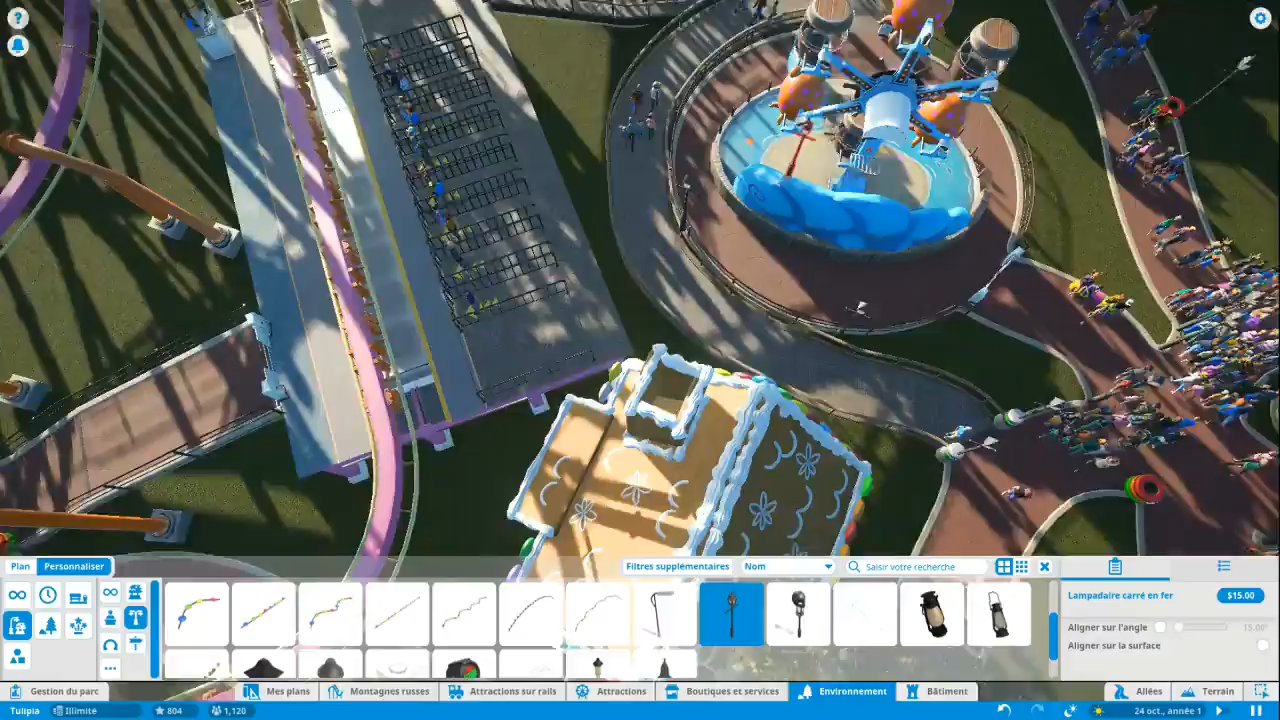 Plan
Personnaliser
Filtres supplémentaires
Nom
Saisir votre recherche
Lampadaire carré en fer
$15.00
Aligner sur l'angle
15.00°
Aligner sur la surface
Gestion du parc
Mes plans
Montagnes russes
Attractions sur rails
Attractions
Boutiques et services
Environnement
Bâtiment
Allées
Terrain
Tulipia
Illimité
804
1,120
24 oct., année 1